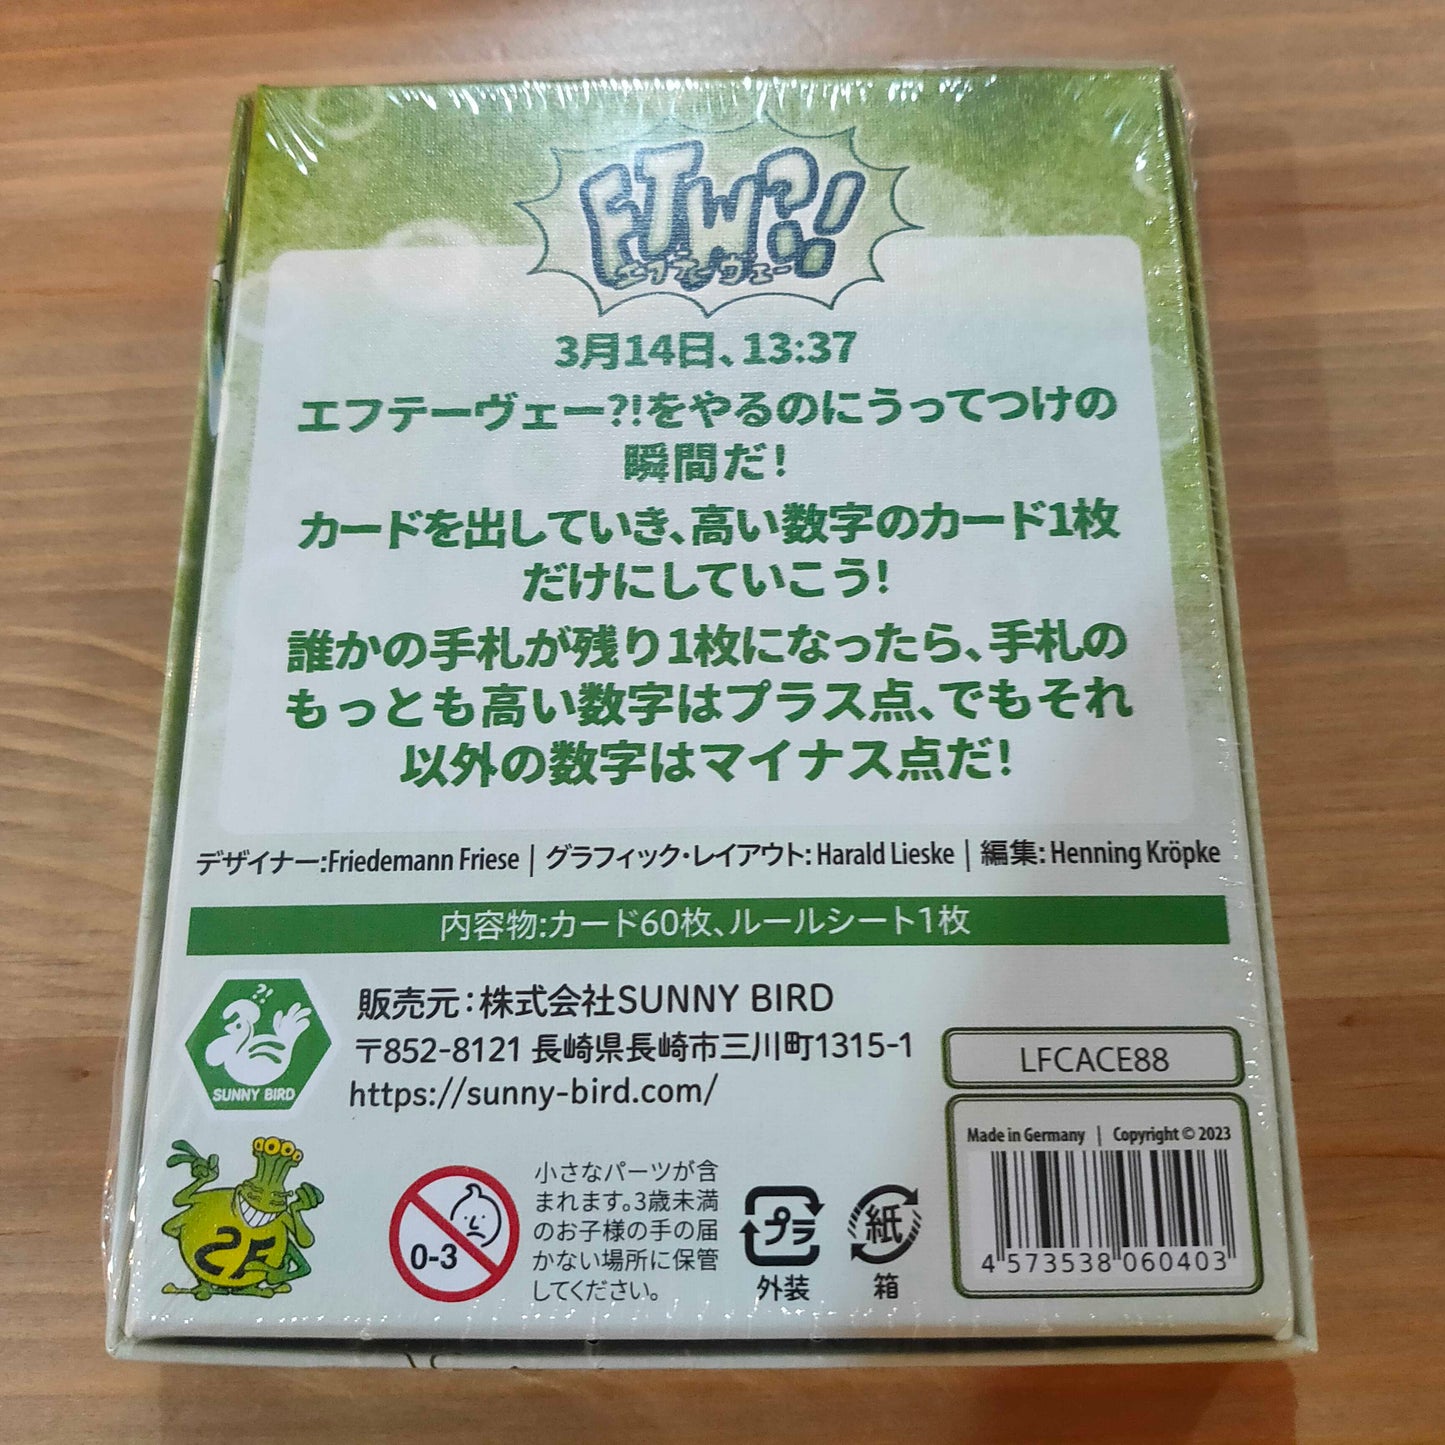 FTW?!
エフテーヴェー
3月14日、13:37
エフテーヴェー?!をやるのにうってつけの
瞬間だ!
カードを出していき、高い数字のカード1枚
だけにしていこう!
誰かの手札が残り1枚になったら、手札の
もっとも高い数字はプラス点、でもそれ
以外の数字はマイナス点だ!
デザイナー:Friedemann Friese | グラフィック・レイアウト: Harald Lieske | 編集: Henning Kröpke
内容物:カード60枚、ルールシート1枚
?!
SUNNY BIRD
販売元:株式会社SUNNY BIRD
〒852-8121 長崎県長崎市三川町1315-1
https://sunny-bird.com/
2F
0-3
小さなパーツが含
まれます。3歳未満
のお子様の手の届
かない場所に保管
してください。
プラ
外装
紙
箱
LFCACE88
Made in Germany | Copyright © 2023
4 573538 060403